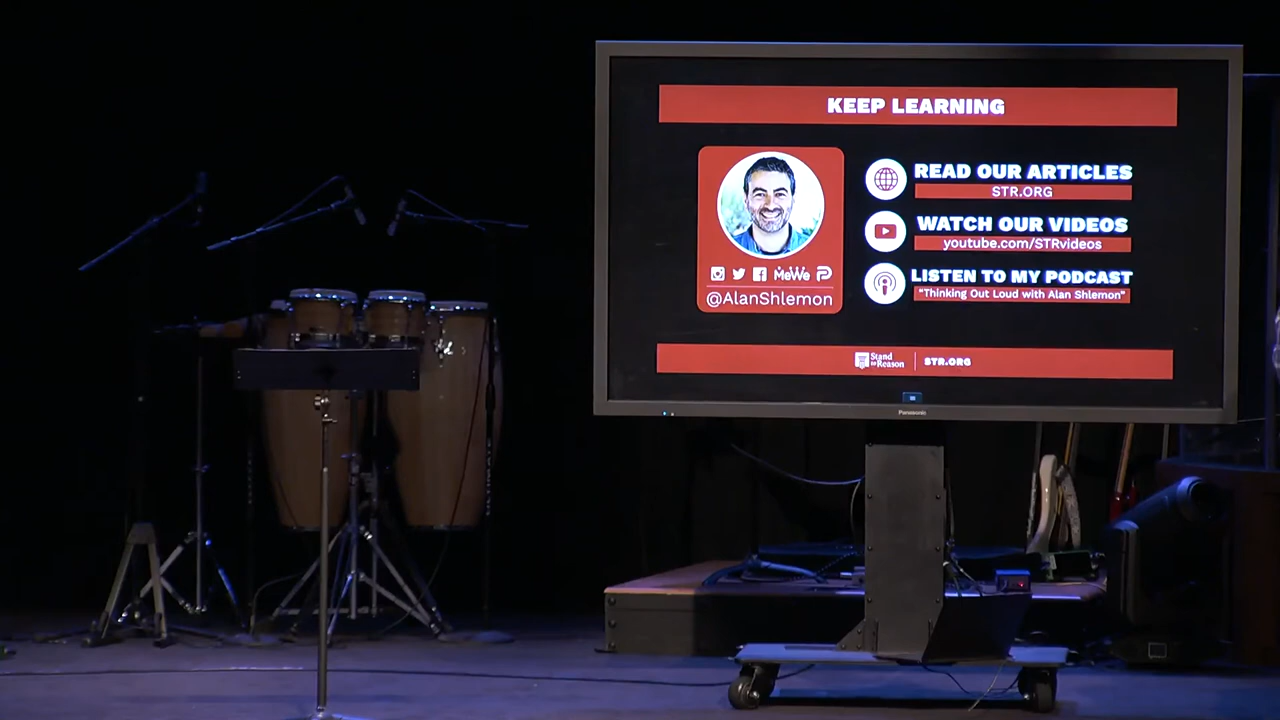 KEEP LEARNING
MeWe
@AlanShlemon
READ OUR ARTICLES
STR.ORG
WATCH OUR VIDEOS
youtube.com/STRvideos
LISTEN TO MY PODCAST
“Thinking Out Loud with Alan Shlemon”
Stand
to Reason
STR.ORG
Panasonic
ULTIMATE